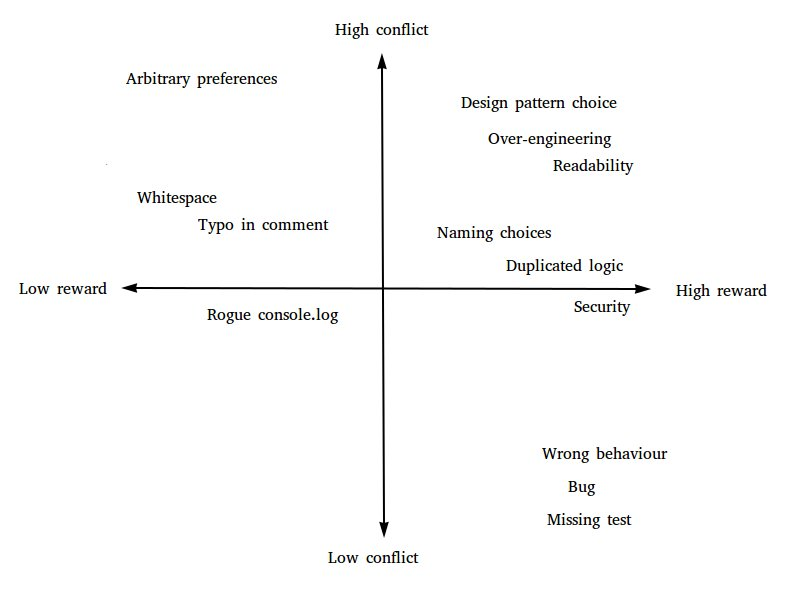 High conflict
Arbitrary preferences
Design pattern choice
Over-engineering
Readability
Whitespace
Typo in comment
Naming choices
Duplicated logic
Low reward
High reward
Security
Rogue console.log
Wrong behaviour
Bug
Missing test
Low conflict